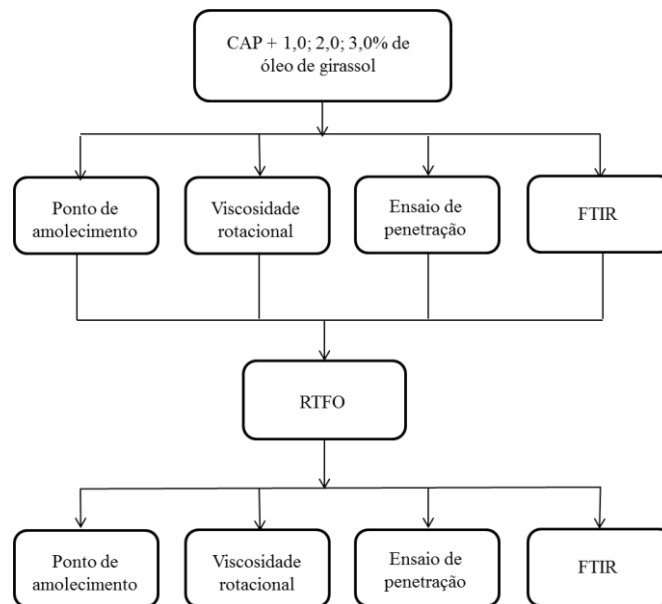 CAP + 1,0; 2,0; 3,0% de
óleo de girassol
Ponto de
amolecimento
Viscosidade
rotacional
Ensaio de
penetração
FTIR
RTFO
Ponto de
amolecimento
Viscosidade
rotacional
Ensaio de
penetração
FTIR